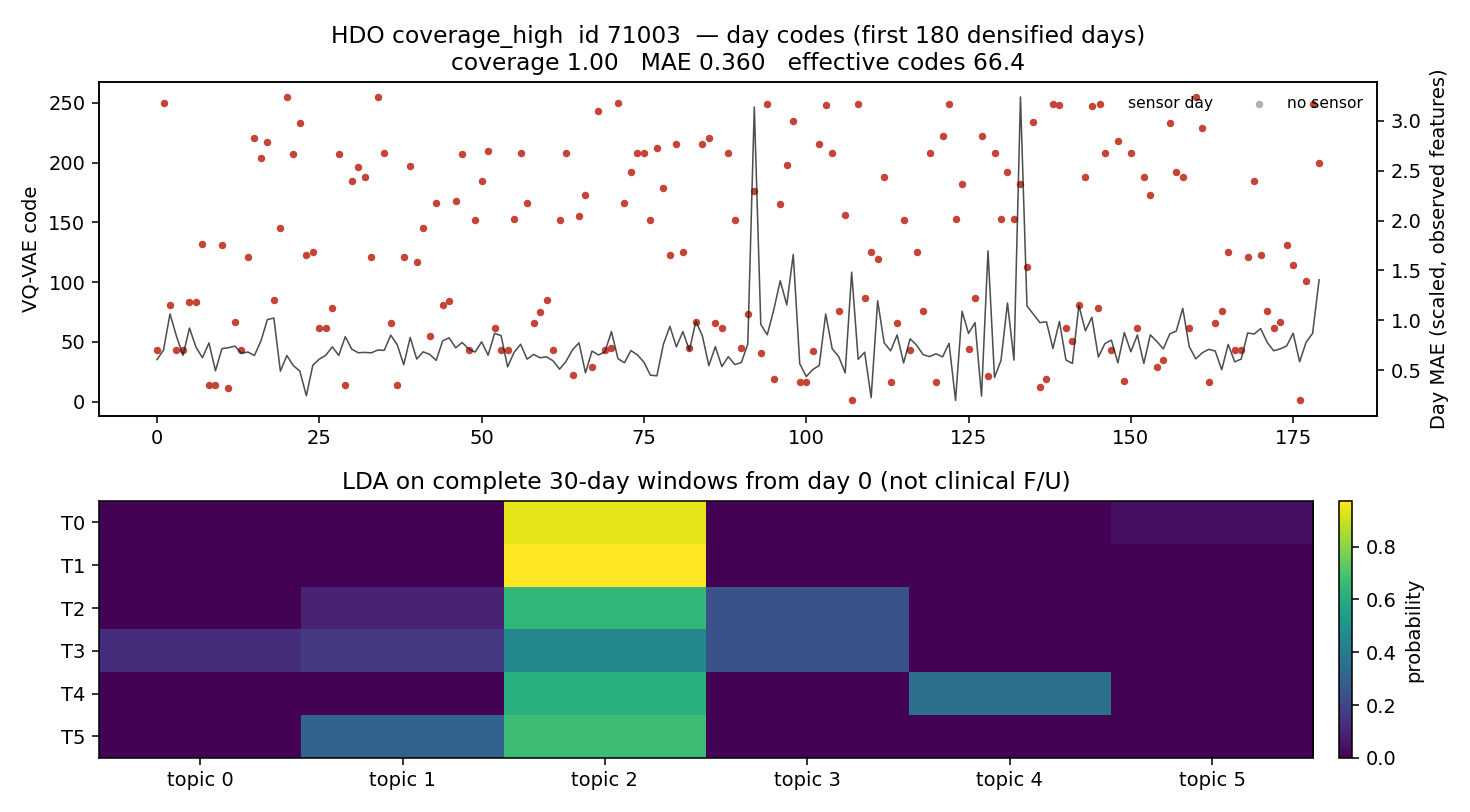 HDO coverage_high  id 71003  — day codes (first 180 densified days)
coverage 1.00   MAE 0.360   effective codes 66.4
sensor day
no sensor
VQ-VAE code
250
200
150
100
50
0
3.0
2.5
2.0
1.5
1.0
0.5
Day MAE (scaled, observed features)
0
25
50
75
100
125
150
175
LDA on complete 30-day windows from day 0 (not clinical F/U)
T0
T1
T2
T3
T4
T5
topic 0
topic 1
topic 2
topic 3
topic 4
topic 5
0.8
0.6
0.4
0.2
0.0
probability